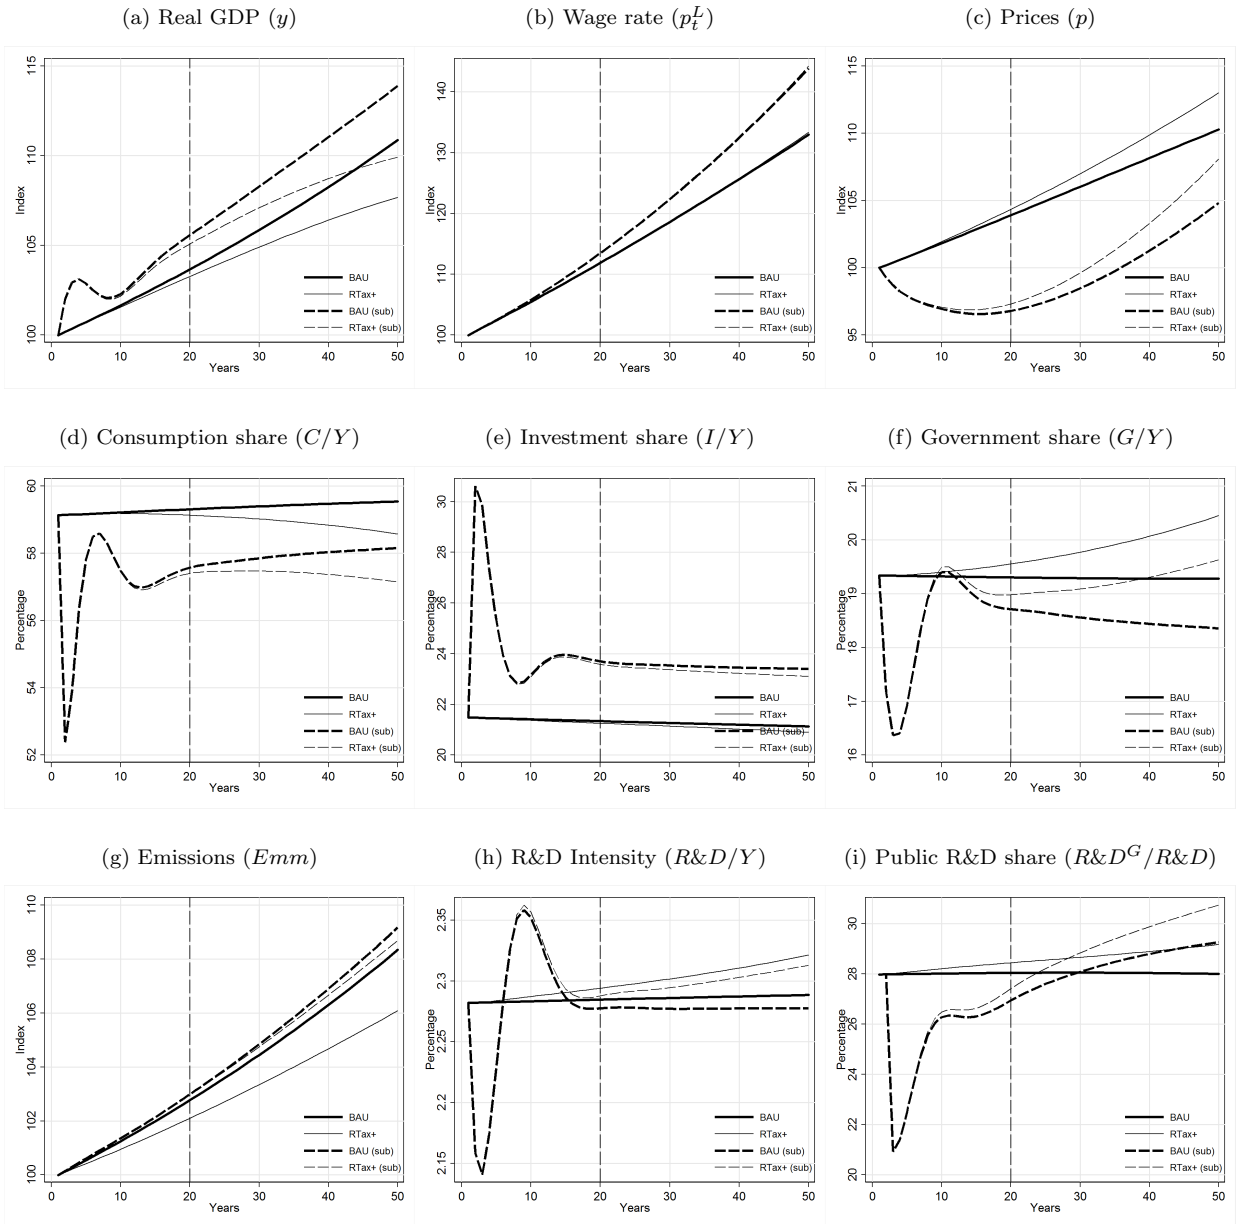 (a) Real GDP (y)
(b) Wage rate (p_t^L)
(c) Prices (p)
115
110
105
100
Index
0 10 20 30 40 50
Years
BAU
RTax+
BAU (sub)
RTax+ (sub)
140
130
120
110
100
Index
0 10 20 30 40 50
Years
BAU
RTax+
BAU (sub)
RTax+ (sub)
115
110
105
100
95
Index
0 10 20 30 40 50
Years
BAU
RTax+
BAU (sub)
RTax+ (sub)
(d) Consumption share (C/Y)
(e) Investment share (I/Y)
(f) Government share (G/Y)
60
58
56
54
52
Percentage
0 10 20 30 40 50
Years
BAU
RTax+
BAU (sub)
RTax+ (sub)
30
28
26
24
22
20
Percentage
0 10 20 30 40 50
Years
BAU
RTax+
BAU (sub)
RTax+ (sub)
21
20
19
18
17
16
Percentage
0 10 20 30 40 50
Years
BAU
RTax+
BAU (sub)
RTax+ (sub)
(g) Emissions (Emm)
(h) R&D Intensity (R&D/Y)
(i) Public R&D share (R&D^G/R&D)
110
108
106
104
102
100
Index
0 10 20 30 40 50
Years
BAU
RTax+
BAU (sub)
RTax+ (sub)
2.35
2.3
2.25
2.2
2.15
Percentage
0 10 20 30 40 50
Years
BAU
RTax+
BAU (sub)
RTax+ (sub)
30
28
26
24
22
20
Percentage
0 10 20 30 40 50
Years
BAU
RTax+
BAU (sub)
RTax+ (sub)